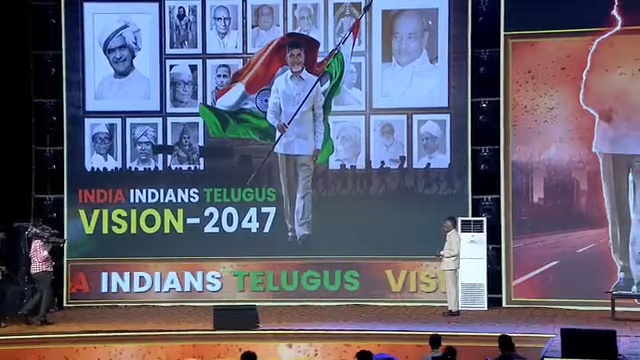 INDIA INDIANS TELUGUS
VISION-2047
A INDIANS TELUGUS VISI